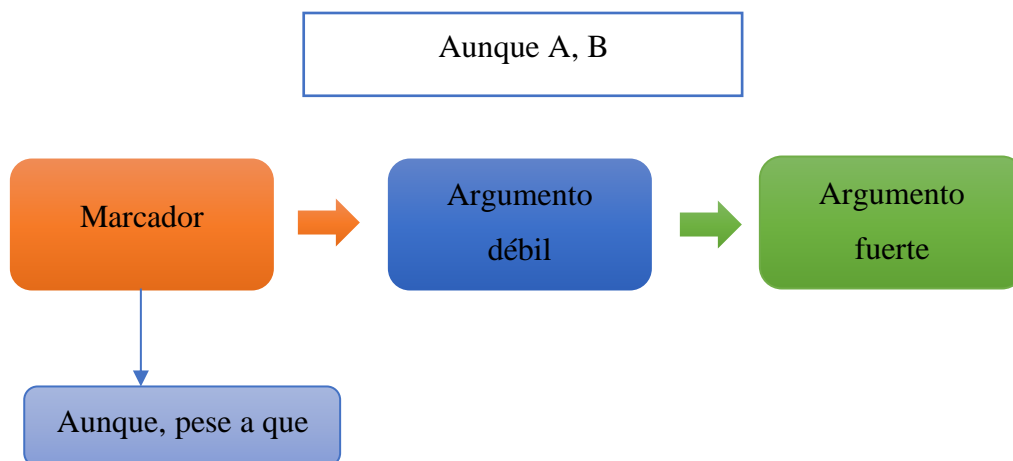 Aunque A, B
Marcador
Argumento
débil
Argumento
fuerte
Aunque, pese a que